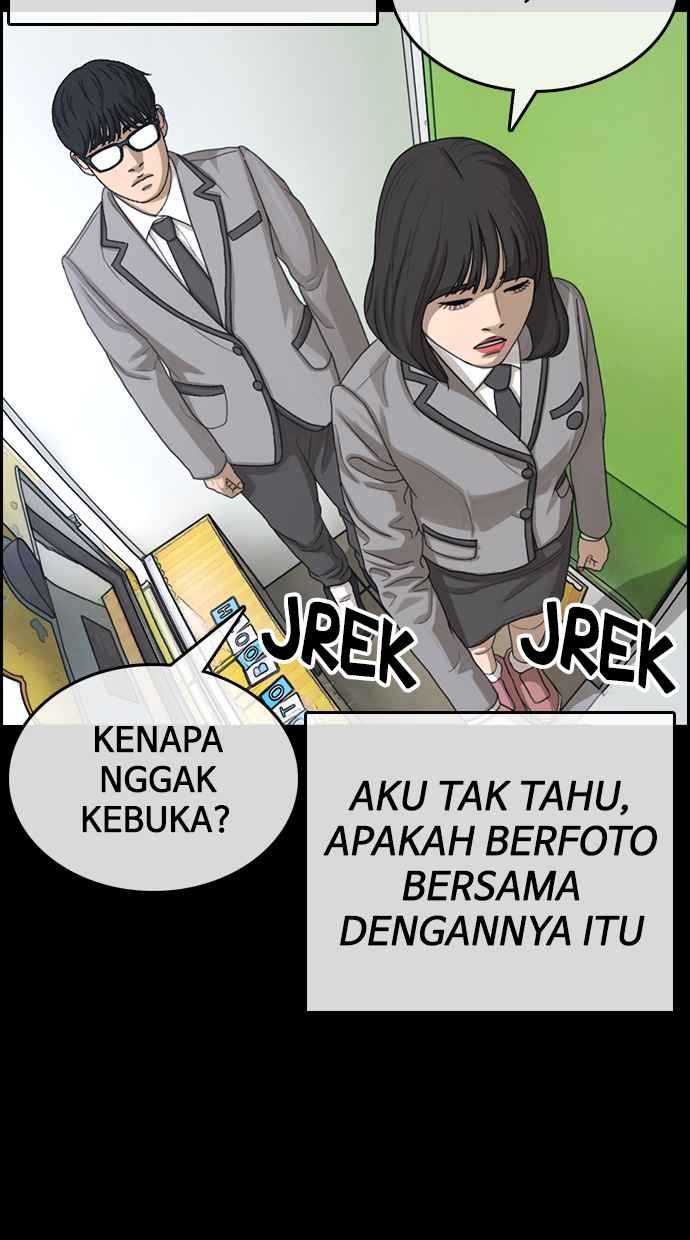 JREK
JREK
KENAPA
NGGAK
KEBUKA?
AKU TAK TAHU,
APAKAH BERFOTO
BERSAMA
DENGANNYA ITU